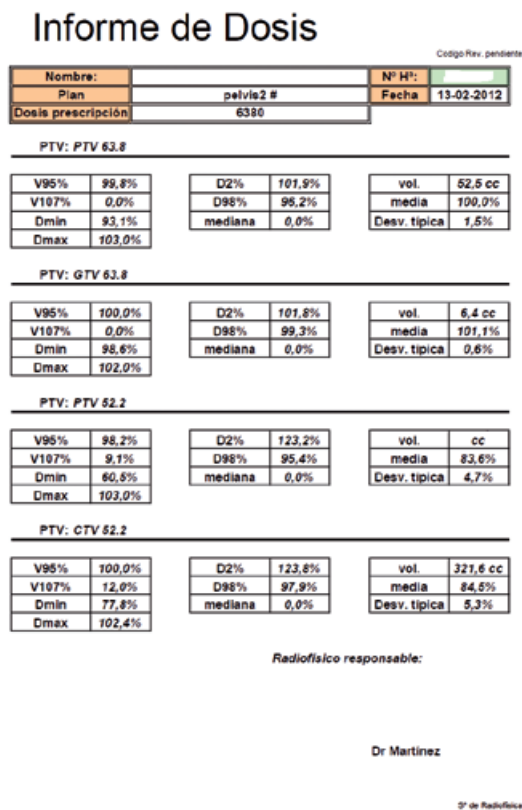 Informe de Dosis
Codigo Rev. pendiente
Nombre: Nº Hª:
Plan pelvis2 # Fecha 13-02-2012
Dosis prescripción 6380
PTV: PTV 63.8
V95% 99,8% D2% 101,9% vol. 52,5 cc
V107% 0,0% D98% 96,2% media 100,0%
Dmin 93,1% mediana 0,0% Desv. tipica 1,5%
Dmax 103,0%
PTV: GTV 63.8
V95% 100,0% D2% 101,8% vol. 6,4 cc
V107% 0,0% D98% 99,3% media 101,1%
Dmin 98,6% mediana 0,0% Desv. tipica 0,6%
Dmax 102,0%
PTV: PTV 52.2
V95% 98,2% D2% 123,2% vol. cc
V107% 9,1% D98% 95,4% media 83,6%
Dmin 60,5% mediana 0,0% Desv. tipica 4,7%
Dmax 103,0%
PTV: CTV 52.2
V95% 100,0% D2% 123,8% vol. 321,6 cc
V107% 12,0% D98% 97,9% media 84,5%
Dmin 77,8% mediana 0,0% Desv. tipica 5,3%
Dmax 102,4%
Radiofísico responsable:
Dr Martínez
Sº de Radiofísica